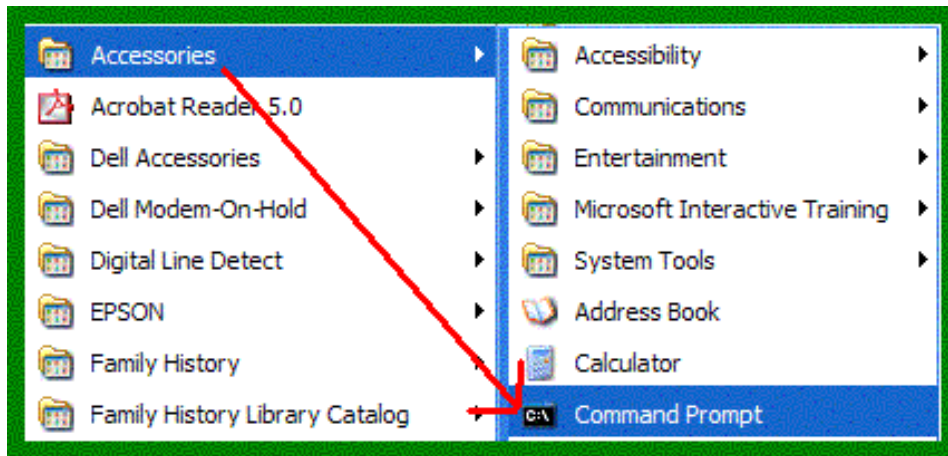 Accessories
Acrobat Reader 5.0
Dell Accessories
Dell Modem-On-Hold
Digital Line Detect
EPSON
Family History
Family History Library Catalog
Accessibility
Communications
Entertainment
Microsoft Interactive Training
System Tools
Address Book
Calculator
C:\ Command Prompt